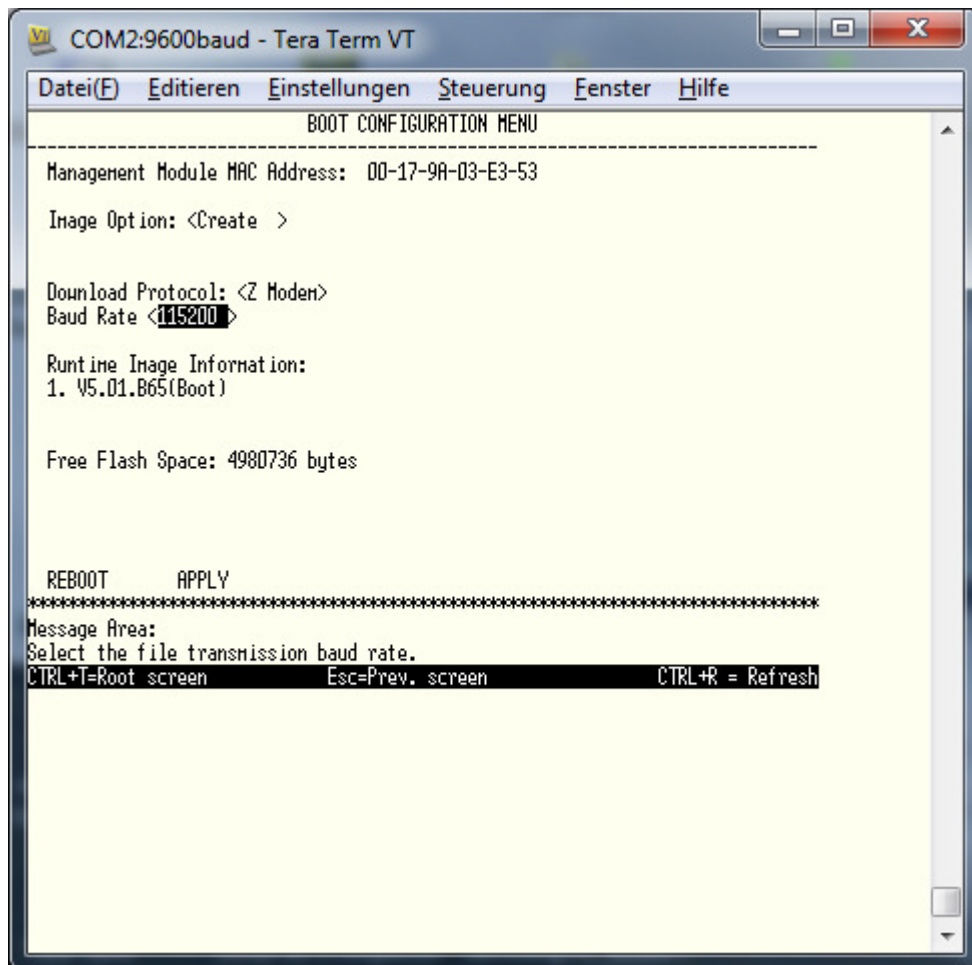 COM2:9600baud - Tera Term VT
Datei(F) Editieren Einstellungen Steuerung Fenster Hilfe
BOOT CONFIGURATION MENU
--------------------------------------------------------------------------------
Management Module MAC Address: 00-17-9A-03-E3-53
Image Option: <Create >
Download Protocol: <Z Modem>
Baud Rate <115200 >
Runtime Image Information:
1. V5.01.B65(Boot)
Free Flash Space: 4980736 bytes
REBOOT APPLY
********************************************************************************
Message Area:
Select the file transmission baud rate.
CTRL+T=Root screen Esc=Prev. screen CTRL+R = Refresh